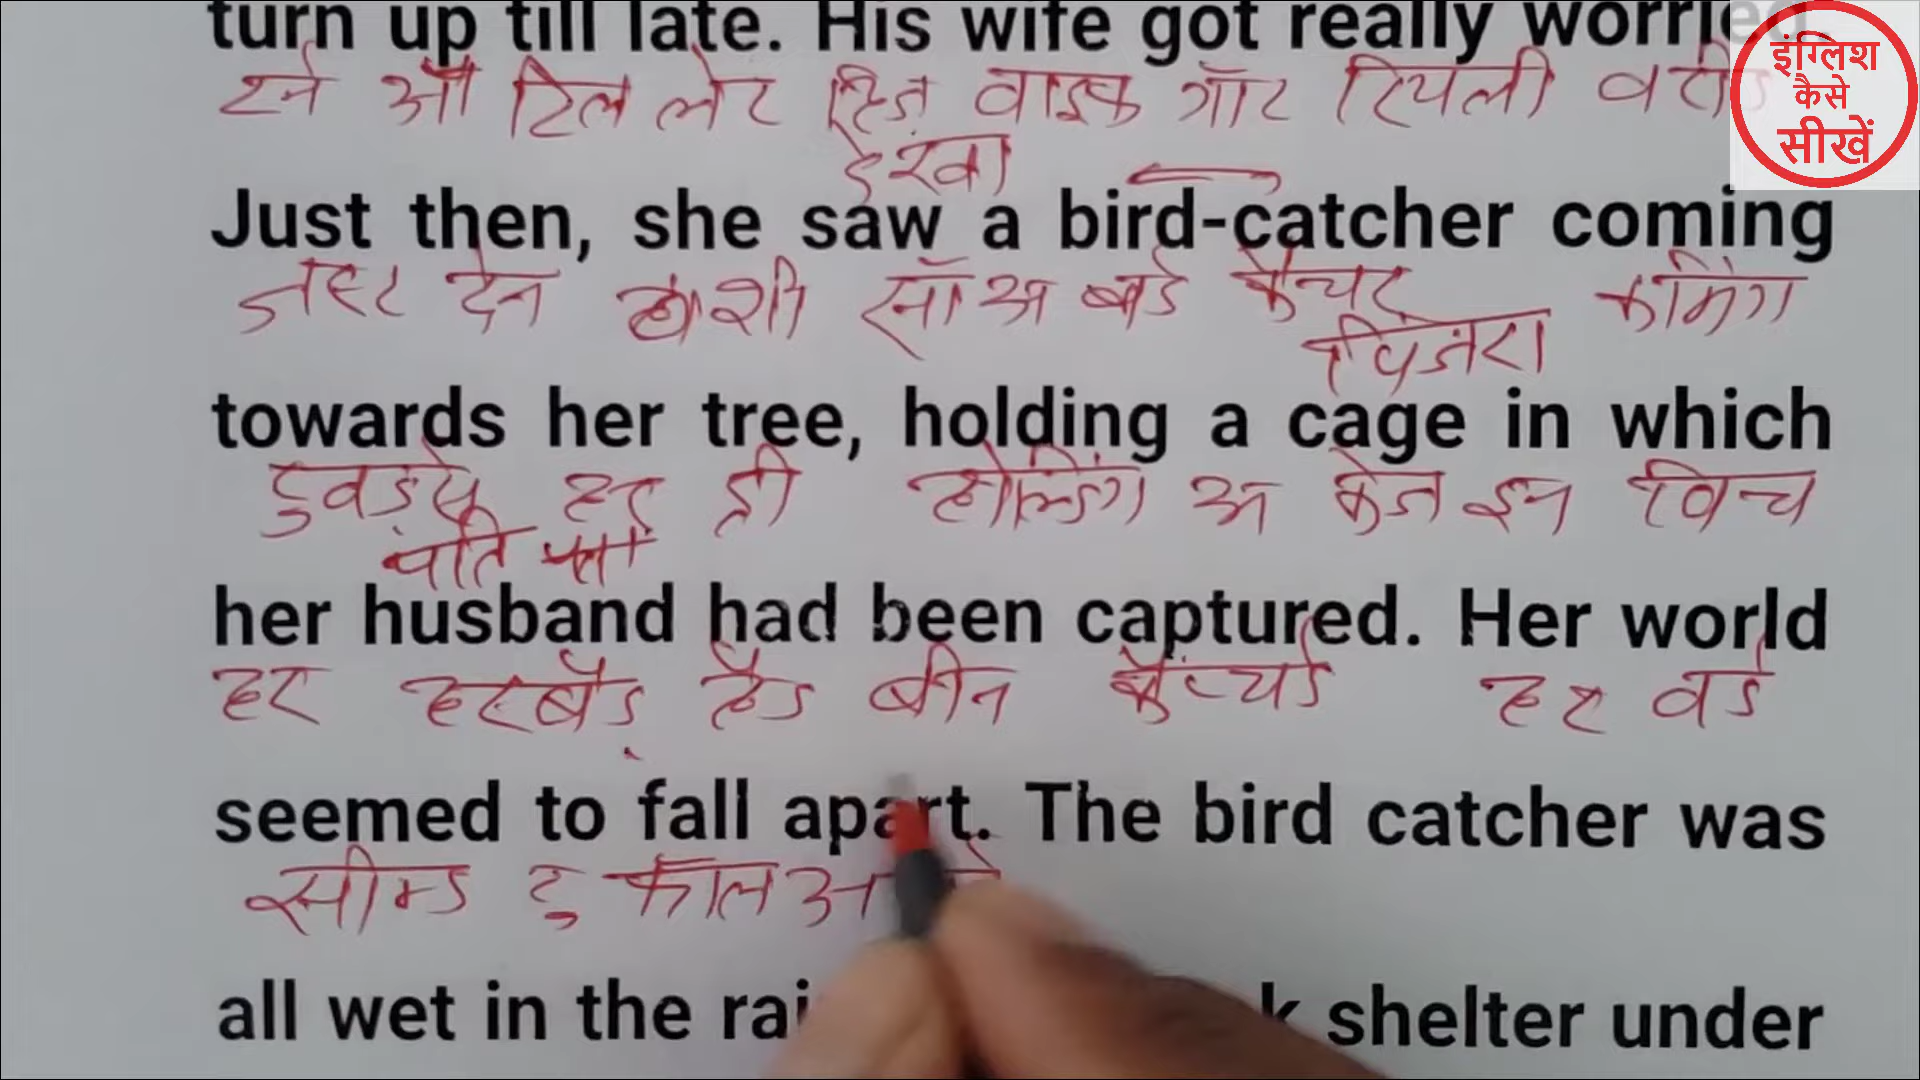 turn up till late. His wife got really worried.
टर्न अप टिल लेट हिज वाइफ गॉट रियली वरीड
इंग्लिश
कैसे
सीखें
देखा
Just then, she saw a bird-catcher coming
जस्ट देन शी सॉ अ बर्ड कैचर कमिंग
पिंजरा
towards her tree, holding a cage in which
टुवर्ड्स हर ट्री होल्डिंग अ केज इन विच
पति
her husband had been captured. Her world
हर हस्बैंड हैड बीन कैप्चर्ड हर वर्ड
seemed to fall apart. The bird catcher was
सीम्ड टु फॉल अ
all wet in the shelter under